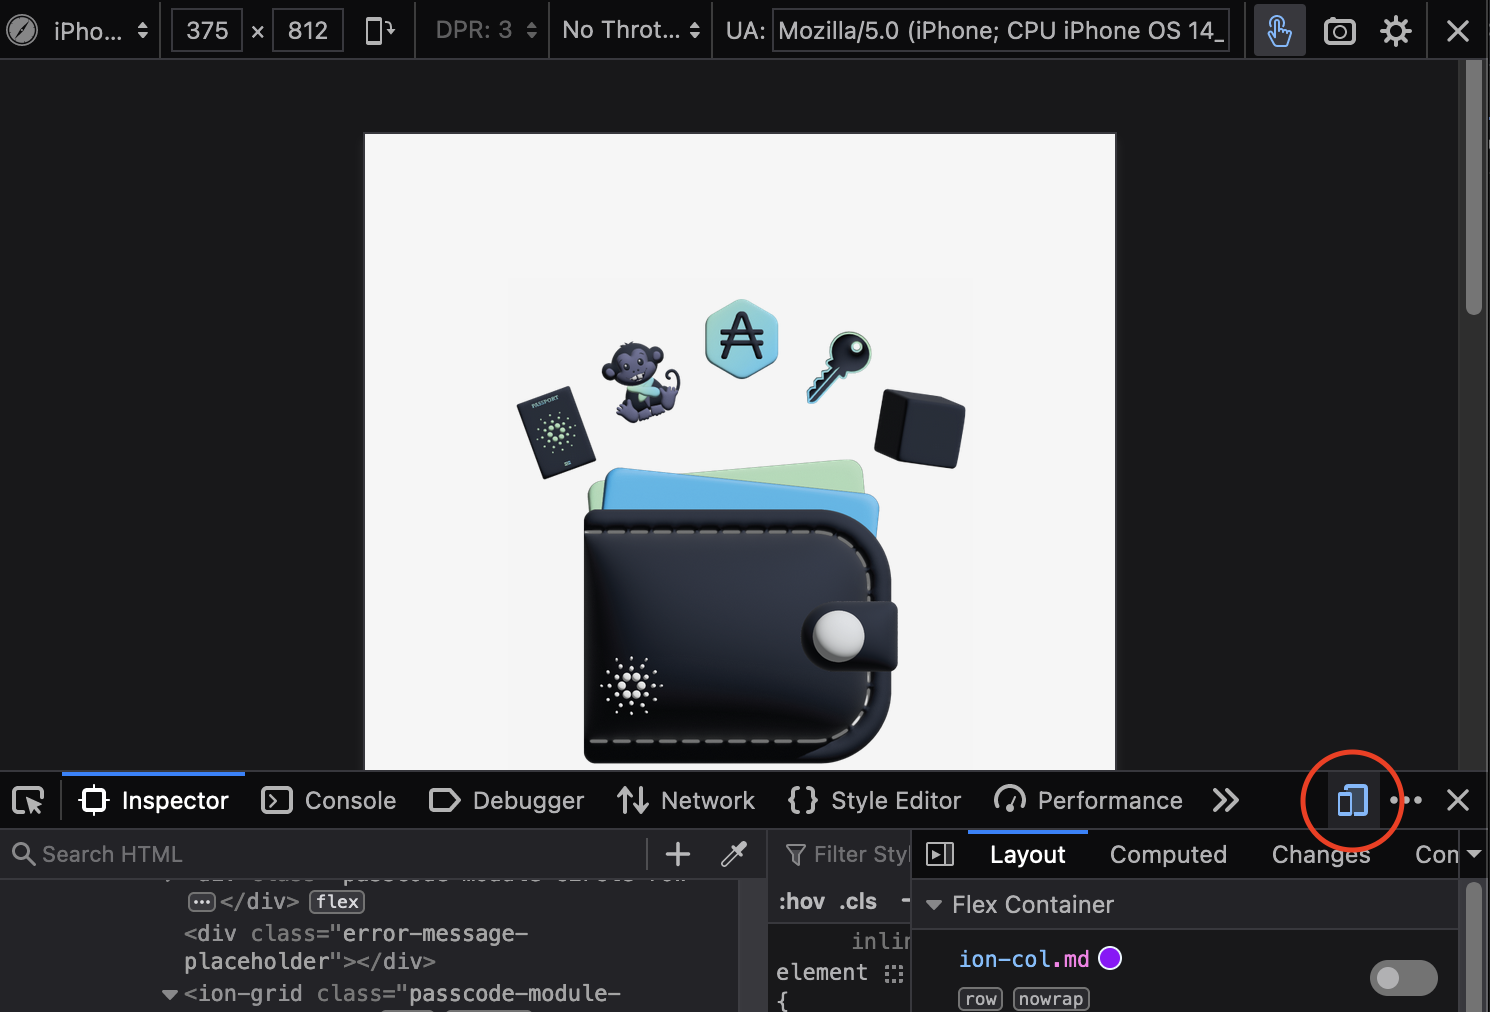 iPho... 375 × 812 DPR: 3 No Throt... UA: Mozilla/5.0 (iPhone; CPU iPhone OS 14_
PASSPORT
Inspector Console Debugger Network Style Editor Performance
Search HTML
Filter Styl
Layout Computed Changes Con
:hov .cls
Flex Container
</div> flex
<div class="error-message-
placeholder"></div>
<ion-grid class="passcode-module-
inlin
element
{
ion-col.md
row nowrap